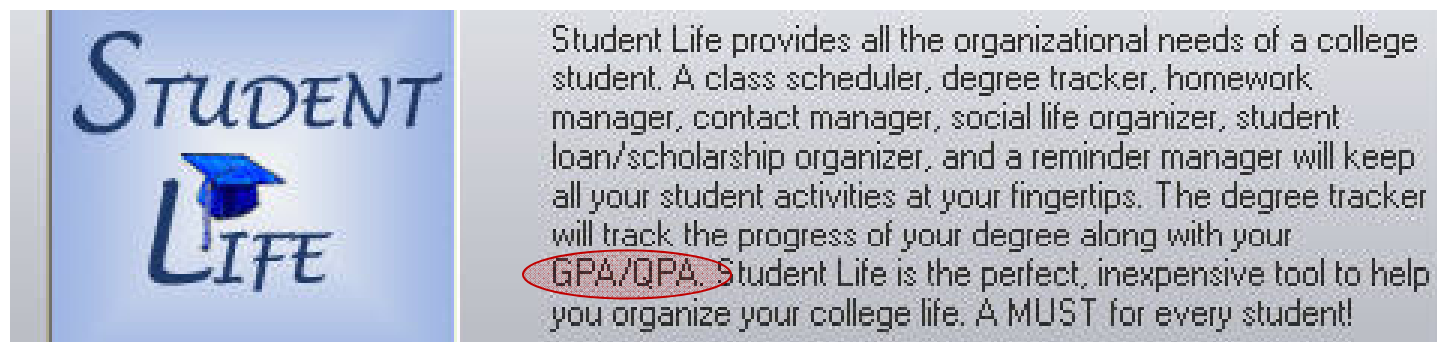 STUDENT
LIFE
Student Life provides all the organizational needs of a college
student. A class scheduler, degree tracker, homework
manager, contact manager, social life organizer, student
loan/scholarship organizer, and a reminder manager will keep
all your student activities at your fingertips. The degree tracker
will track the progress of your degree along with your
GPA/QPA. Student Life is the perfect, inexpensive tool to help
you organize your college life. A MUST for every student!